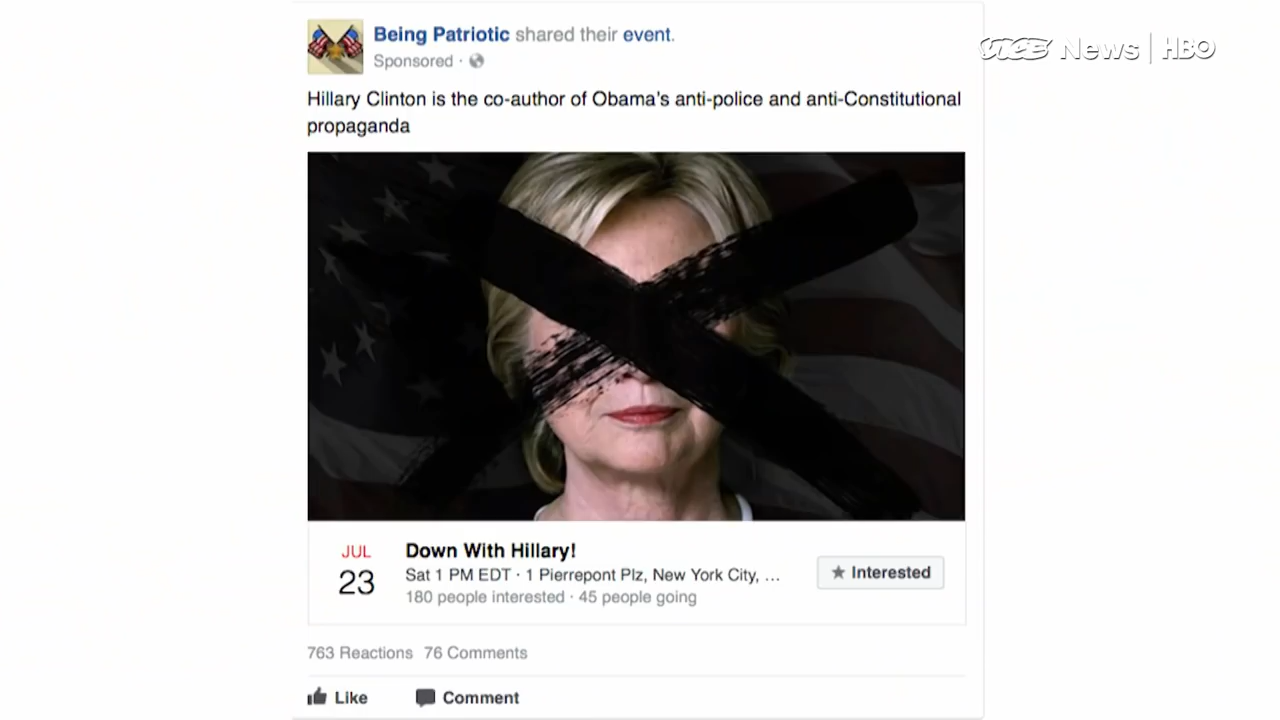 Being Patriotic shared their event.
VICE News | HBO
Sponsored ·
Hillary Clinton is the co-author of Obama's anti-police and anti-Constitutional
propaganda
JUL
23
Down With Hillary!
Sat 1 PM EDT · 1 Pierrepont Plz, New York City, ...
180 people interested · 45 people going
★ Interested
763 Reactions 76 Comments
Like Comment